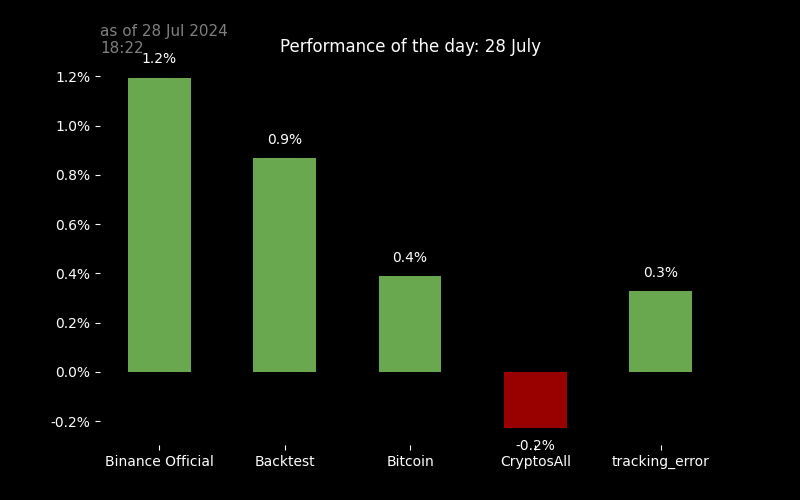 as of 28 Jul 2024
18:22
Performance of the day: 28 July
1.2%
1.0%
0.8%
0.6%
0.4%
0.2%
0.0%
-0.2%
1.2%
0.9%
0.4%
-0.2%
0.3%
Binance Official
Backtest
Bitcoin
CryptosAll
tracking_error